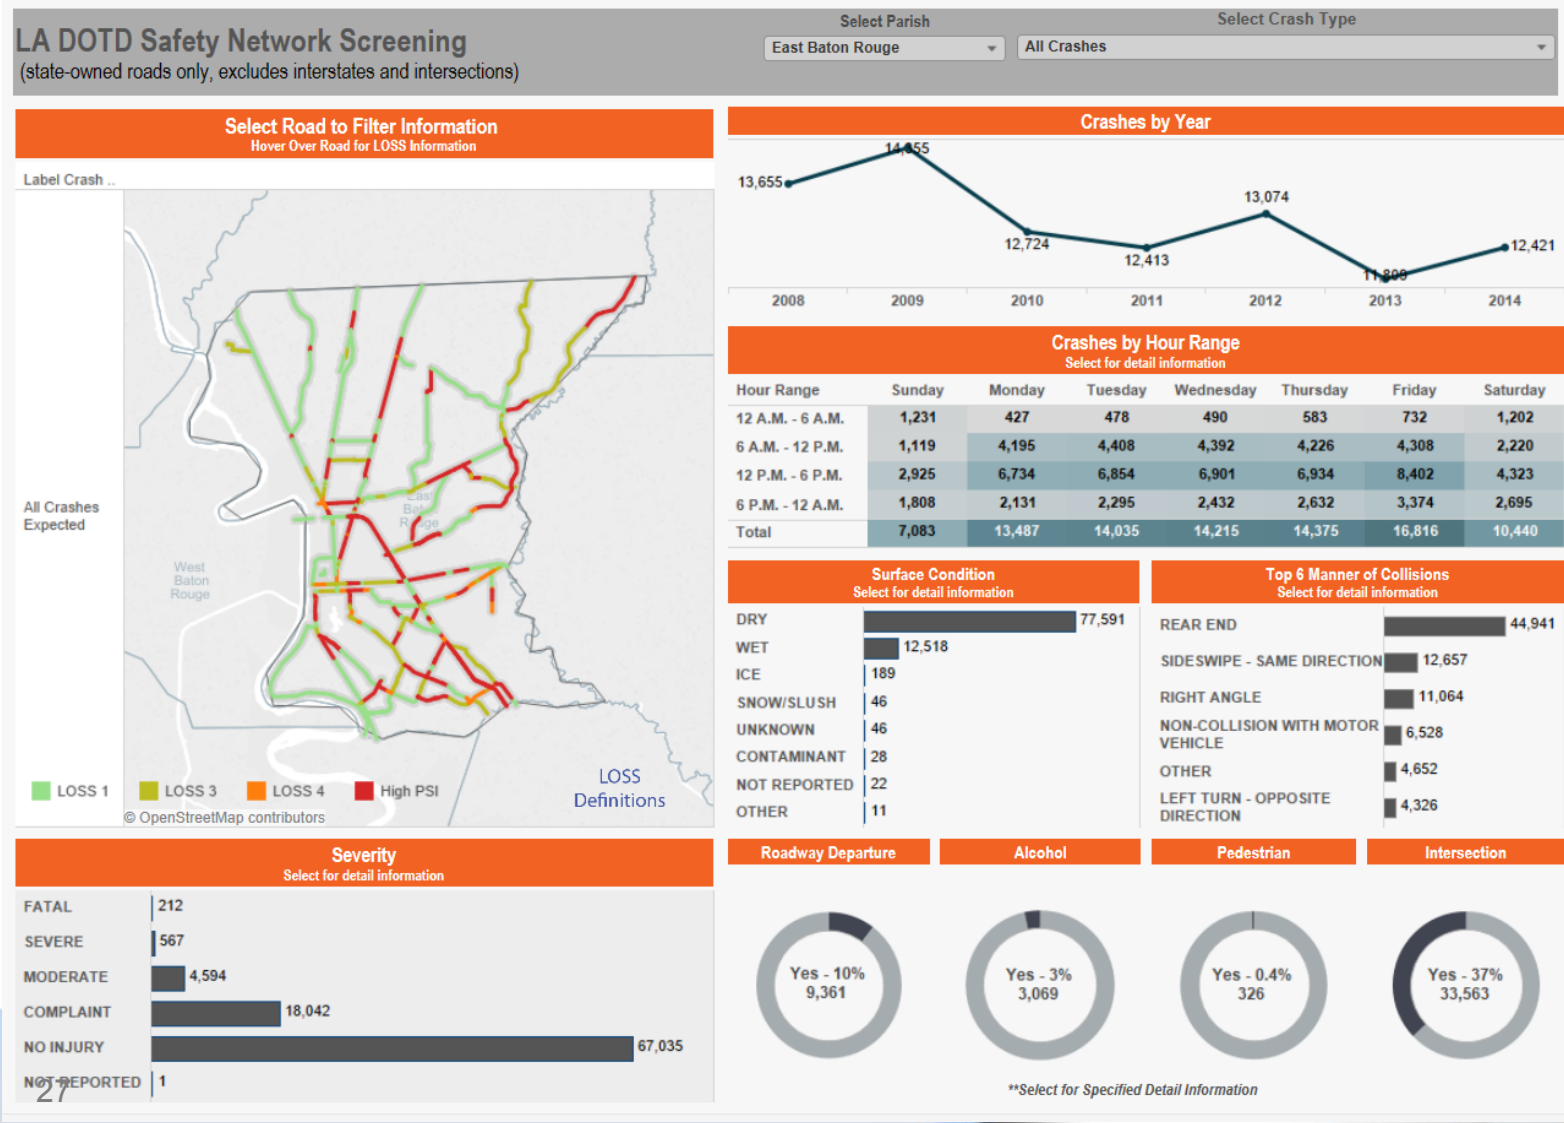 LA DOTD Safety Network Screening
(state-owned roads only, excludes interstates and intersections)
Select Parish
East Baton Rouge
Select Crash Type
All Crashes
Select Road to Filter Information
Hover Over Road for LOSS Information
Label Crash ..
All Crashes
Expected
East
Baton
Rouge
West
Baton
Rouge
LOSS 1
LOSS 3
LOSS 4
High PSI
LOSS
Definitions
© OpenStreetMap contributors
Crashes by Year
13,655
12,724
12,413
13,074
12,421
2008 2009 2010 2011 2012 2013 2014
Crashes by Hour Range
Select for detail information
Hour Range Sunday Monday Tuesday Wednesday Thursday Friday Saturday
12 A.M. - 6 A.M. 1,231 427 478 490 583 732 1,202
6 A.M. - 12 P.M. 1,119 4,195 4,408 4,392 4,226 4,308 2,220
12 P.M. - 6 P.M. 2,925 6,734 6,854 6,901 6,934 8,402 4,323
6 P.M. - 12 A.M. 1,808 2,131 2,295 2,432 2,632 3,374 2,695
Total 7,083 13,487 14,035 14,215 14,375 16,816 10,440
Surface Condition
Select for detail information
DRY 77,591
WET 12,518
ICE 189
SNOW/SLUSH 46
UNKNOWN 46
CONTAMINANT 28
NOT REPORTED 22
OTHER 11
Top 6 Manner of Collisions
Select for detail information
REAR END 44,941
SIDESWIPE - SAME DIRECTION 12,657
RIGHT ANGLE 11,064
NON-COLLISION WITH MOTOR
VEHICLE 6,528
OTHER 4,652
LEFT TURN - OPPOSITE
DIRECTION 4,326
Severity
Select for detail information
FATAL 212
SEVERE 567
MODERATE 4,594
COMPLAINT 18,042
NO INJURY 67,035
NOT REPORTED 1
27
Roadway Departure
Yes - 10%
9,361
Alcohol
Yes - 3%
3,069
Pedestrian
Yes - 0.4%
326
Intersection
Yes - 37%
33,563
**Select for Specified Detail Information